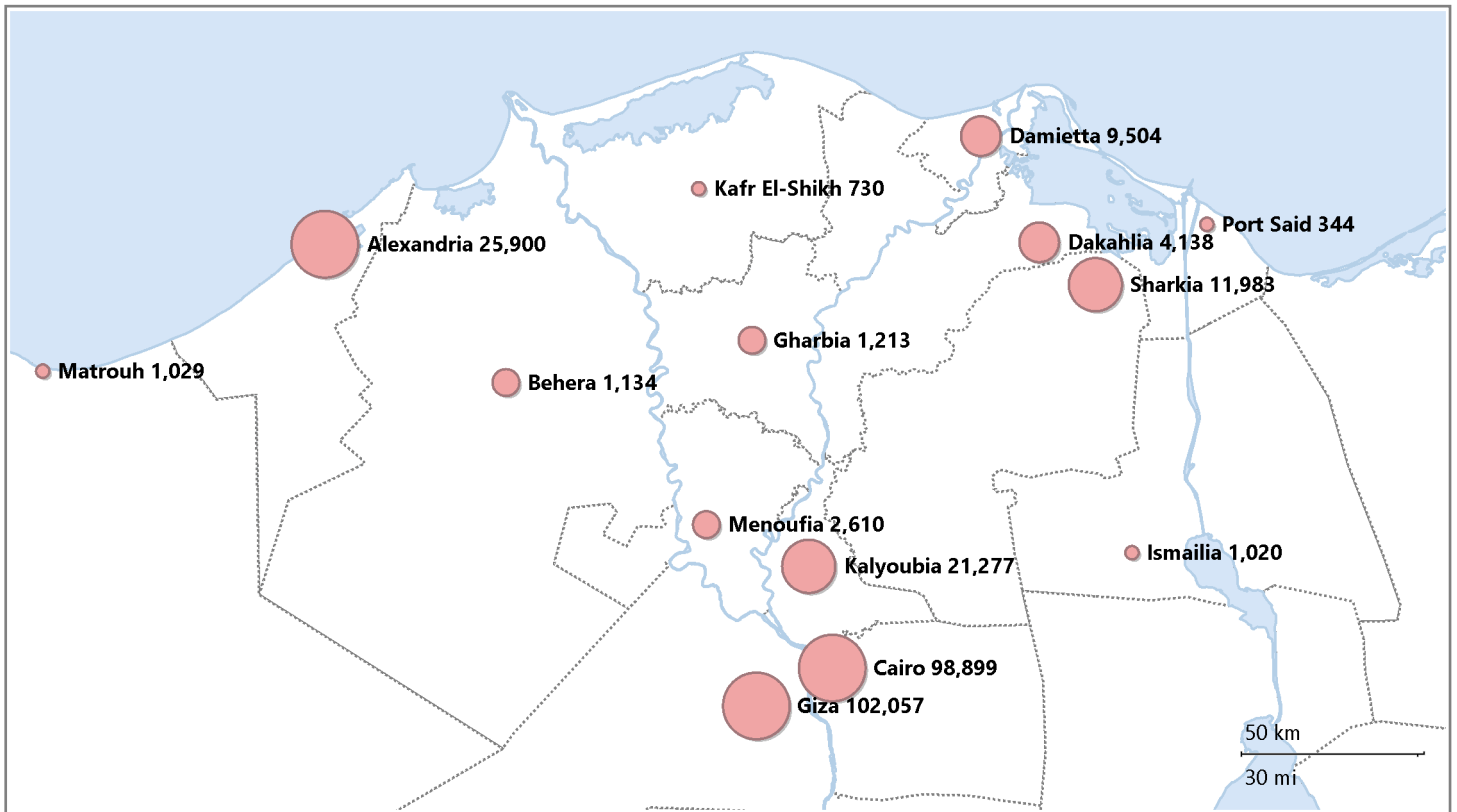 Damietta 9,504
Kafr El-Shikh 730
Port Said 344
Alexandria 25,900
Dakahlia 4,138
Sharkia 11,983
Gharbia 1,213
Matrouh 1,029
Behera 1,134
Menoufia 2,610
Ismailia 1,020
Kalyoubia 21,277
Cairo 98,899
Giza 102,057
50 km
30 mi